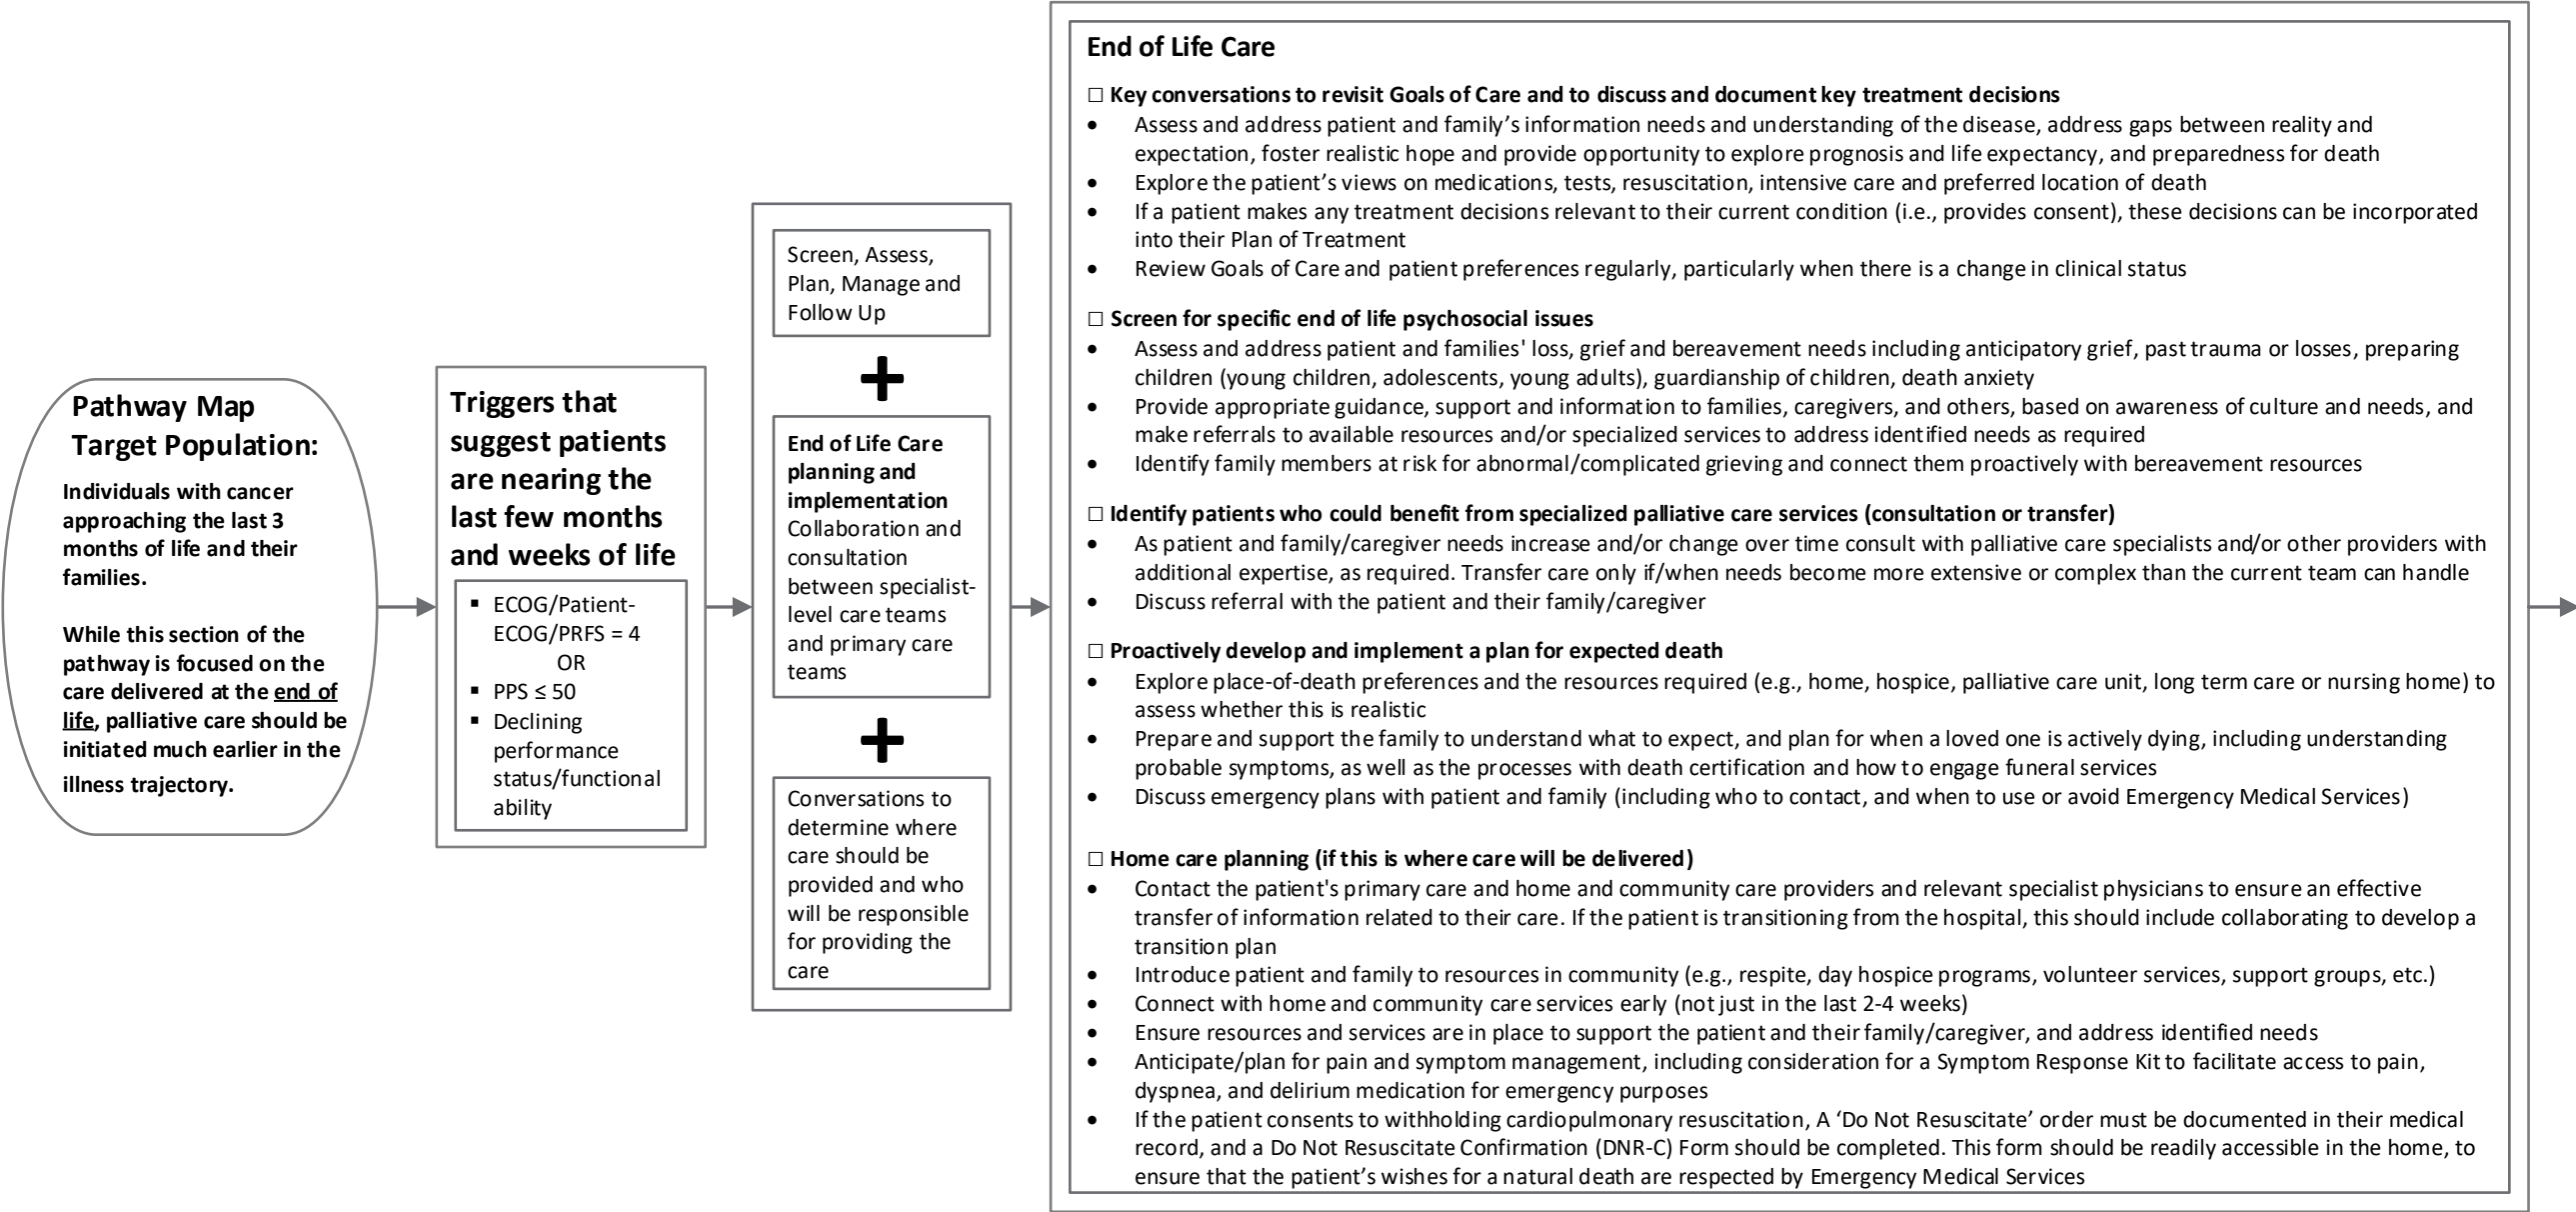 Pathway Map
Target Population:
Individuals with cancer
approaching the last 3
months of life and their
families.
While this section of the
pathway is focused on the
care delivered at the end of
life, palliative care should be
initiated much earlier in the
illness trajectory.
Triggers that
suggest patients
are nearing the
last few months
and weeks of life
▪ ECOG/Patient-
ECOG/PRFS = 4
OR
▪ PPS ≤ 50
▪ Declining
performance
status/functional
ability
Screen, Assess,
Plan, Manage and
Follow Up
+
End of Life Care
planning and
implementation
Collaboration and
consultation
between specialist-
level care teams
and primary care
teams
+
Conversations to
determine where
care should be
provided and who
will be responsible
for providing the
care
End of Life Care
□ Key conversations to revisit Goals of Care and to discuss and document key treatment decisions
• Assess and address patient and family’s information needs and understanding of the disease, address gaps between reality and
expectation, foster realistic hope and provide opportunity to explore prognosis and life expectancy, and preparedness for death
• Explore the patient’s views on medications, tests, resuscitation, intensive care and preferred location of death
• If a patient makes any treatment decisions relevant to their current condition (i.e., provides consent), these decisions can be incorporated
into their Plan of Treatment
• Review Goals of Care and patient preferences regularly, particularly when there is a change in clinical status
□ Screen for specific end of life psychosocial issues
• Assess and address patient and families' loss, grief and bereavement needs including anticipatory grief, past trauma or losses, preparing
children (young children, adolescents, young adults), guardianship of children, death anxiety
• Provide appropriate guidance, support and information to families, caregivers, and others, based on awareness of culture and needs, and
make referrals to available resources and/or specialized services to address identified needs as required
• Identify family members at risk for abnormal/complicated grieving and connect them proactively with bereavement resources
□ Identify patients who could benefit from specialized palliative care services (consultation or transfer)
• As patient and family/caregiver needs increase and/or change over time consult with palliative care specialists and/or other providers with
additional expertise, as required. Transfer care only if/when needs become more extensive or complex than the current team can handle
• Discuss referral with the patient and their family/caregiver
□ Proactively develop and implement a plan for expected death
• Explore place-of-death preferences and the resources required (e.g., home, hospice, palliative care unit, long term care or nursing home) to
assess whether this is realistic
• Prepare and support the family to understand what to expect, and plan for when a loved one is actively dying, including understanding
probable symptoms, as well as the processes with death certification and how to engage funeral services
• Discuss emergency plans with patient and family (including who to contact, and when to use or avoid Emergency Medical Services)
□ Home care planning (if this is where care will be delivered)
• Contact the patient's primary care and home and community care providers and relevant specialist physicians to ensure an effective
transfer of information related to their care. If the patient is transitioning from the hospital, this should include collaborating to develop a
transition plan
• Introduce patient and family to resources in community (e.g., respite, day hospice programs, volunteer services, support groups, etc.)
• Connect with home and community care services early (not just in the last 2-4 weeks)
• Ensure resources and services are in place to support the patient and their family/caregiver, and address identified needs
• Anticipate/plan for pain and symptom management, including consideration for a Symptom Response Kit to facilitate access to pain,
dyspnea, and delirium medication for emergency purposes
• If the patient consents to withholding cardiopulmonary resuscitation, A ‘Do Not Resuscitate’ order must be documented in their medical
record, and a Do Not Resuscitate Confirmation (DNR-C) Form should be completed. This form should be readily accessible in the home, to
ensure that the patient’s wishes for a natural death are respected by Emergency Medical Services